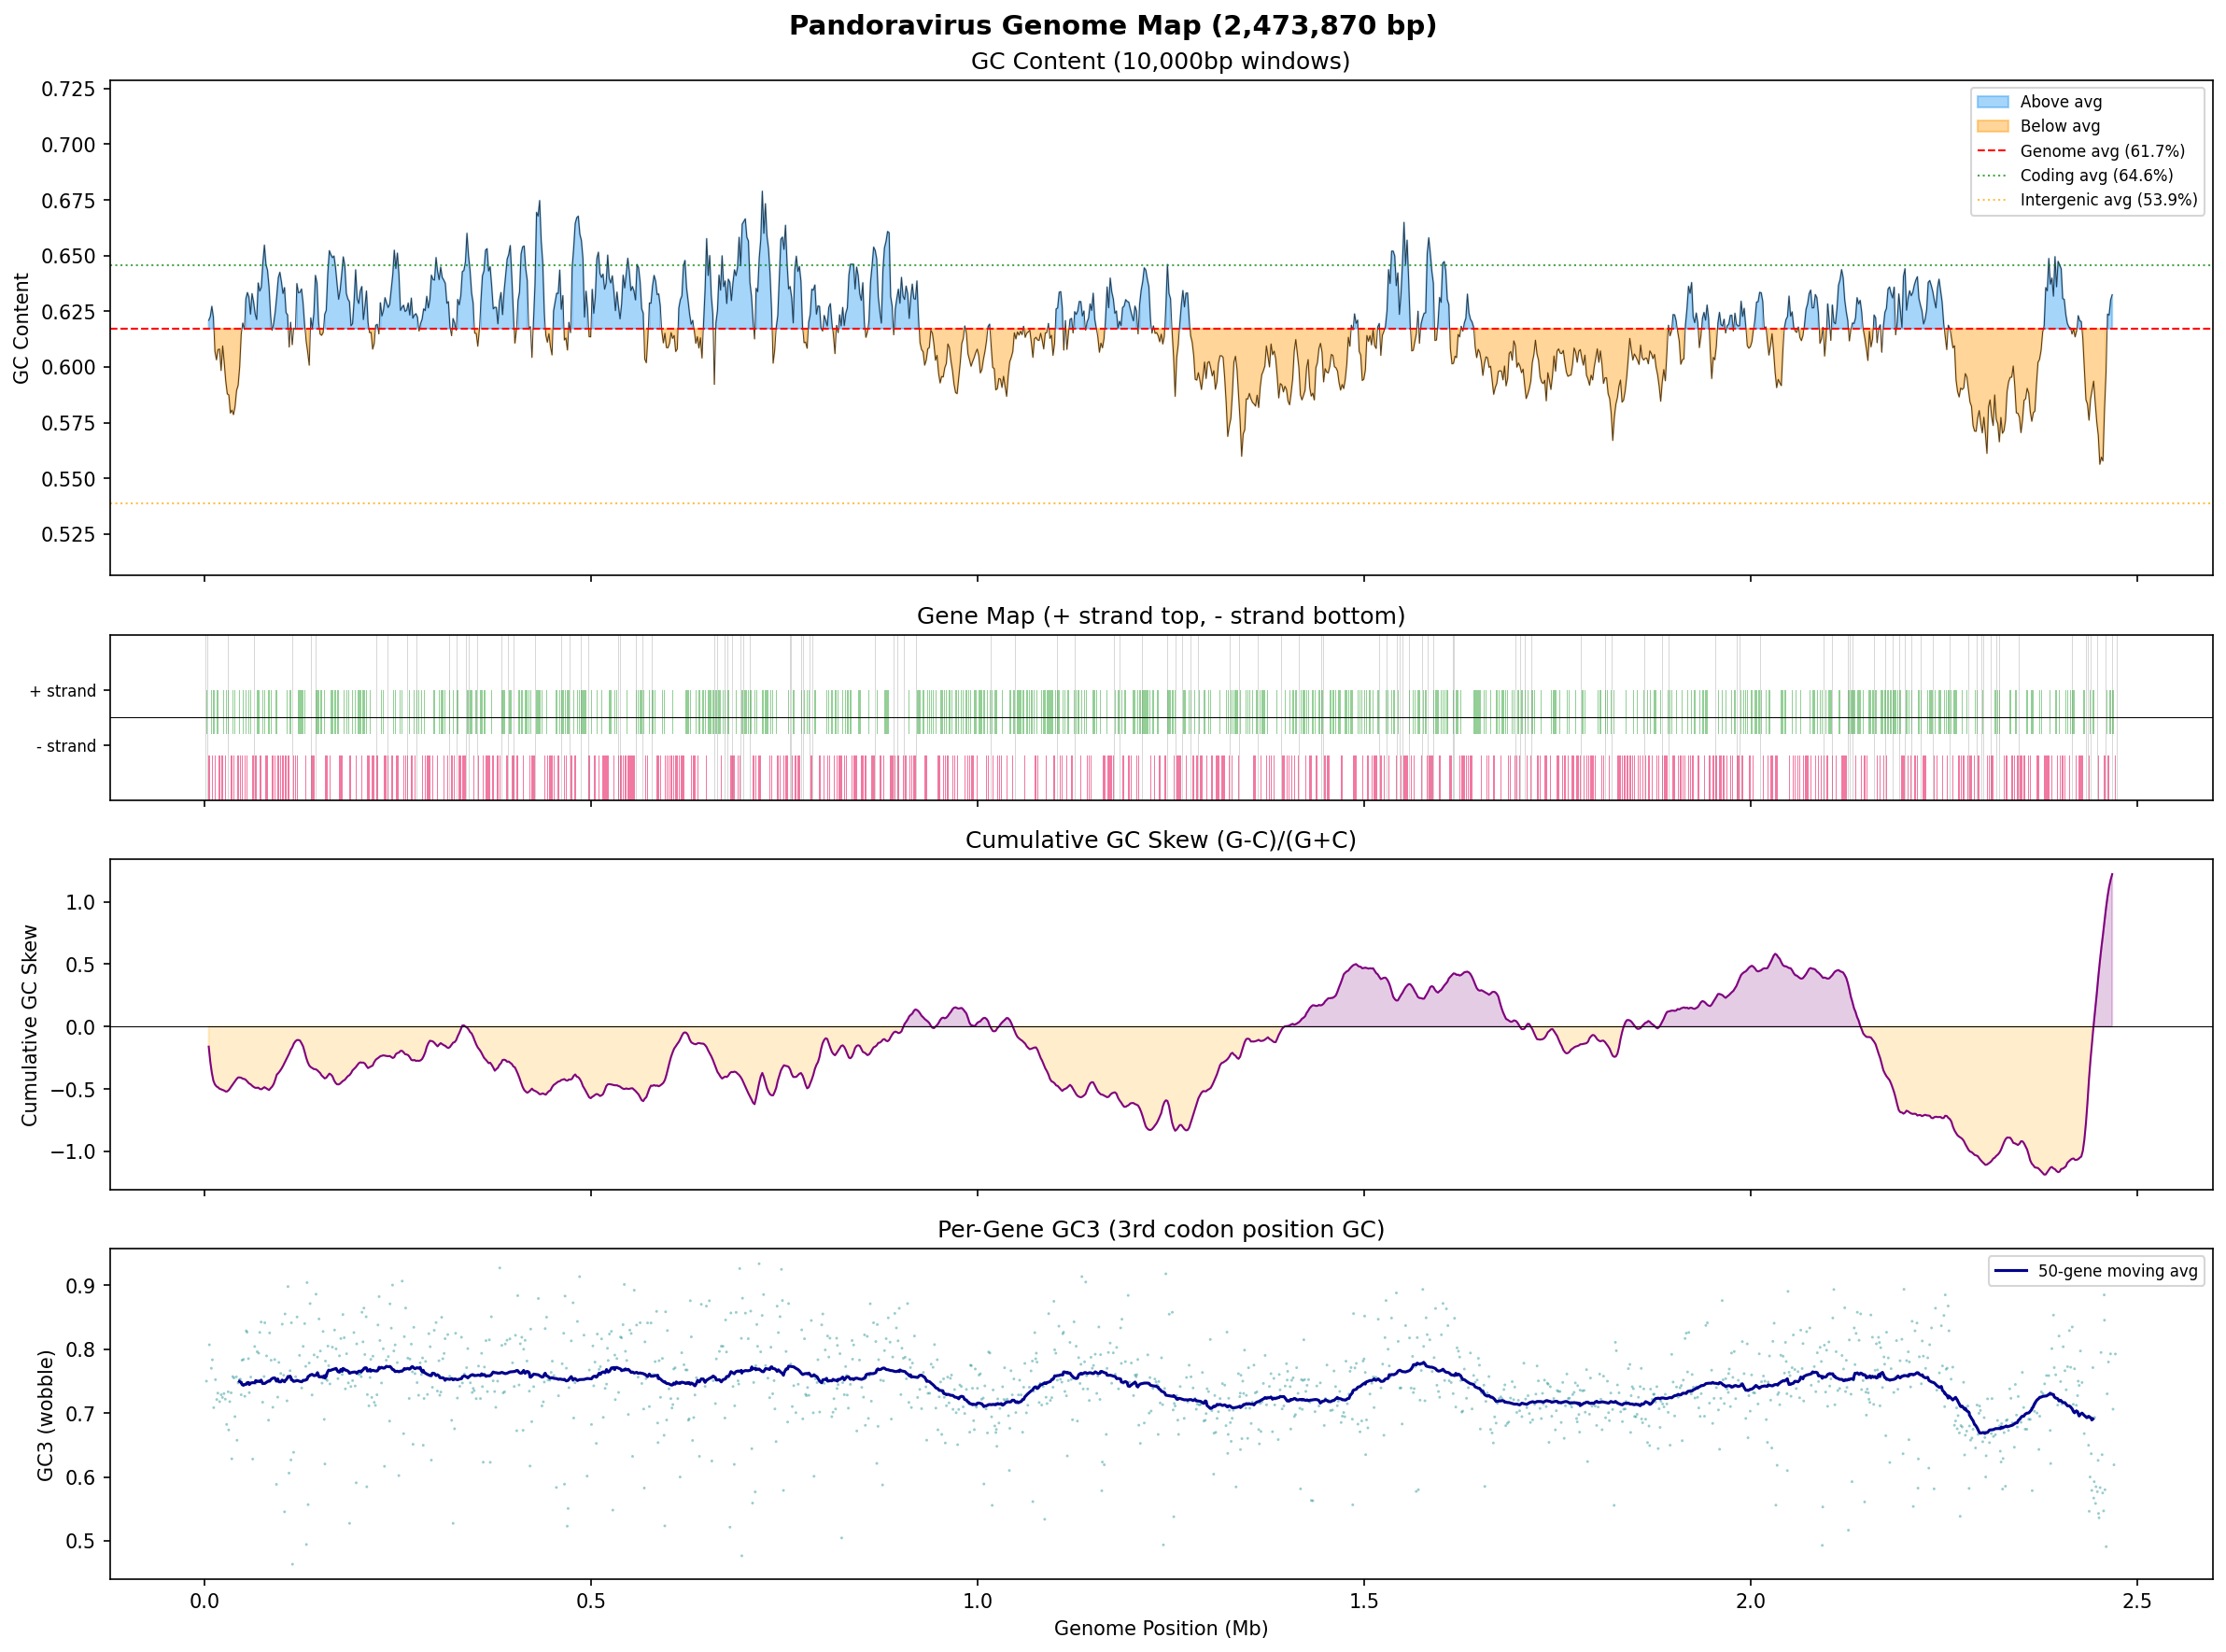 Pandoravirus Genome Map (2,473,870 bp)
GC Content (10,000bp windows)
GC Content
0.725
0.700
0.675
0.650
0.625
0.600
0.575
0.550
0.525
Above avg
Below avg
Genome avg (61.7%)
Coding avg (64.6%)
Intergenic avg (53.9%)
Gene Map (+ strand top, - strand bottom)
+ strand
- strand
Cumulative GC Skew (G-C)/(G+C)
Cumulative GC Skew
1.0
0.5
0.0
−0.5
−1.0
Per-Gene GC3 (3rd codon position GC)
GC3 (wobble)
0.9
0.8
0.7
0.6
0.5
50-gene moving avg
0.0 0.5 1.0 1.5 2.0 2.5
Genome Position (Mb)